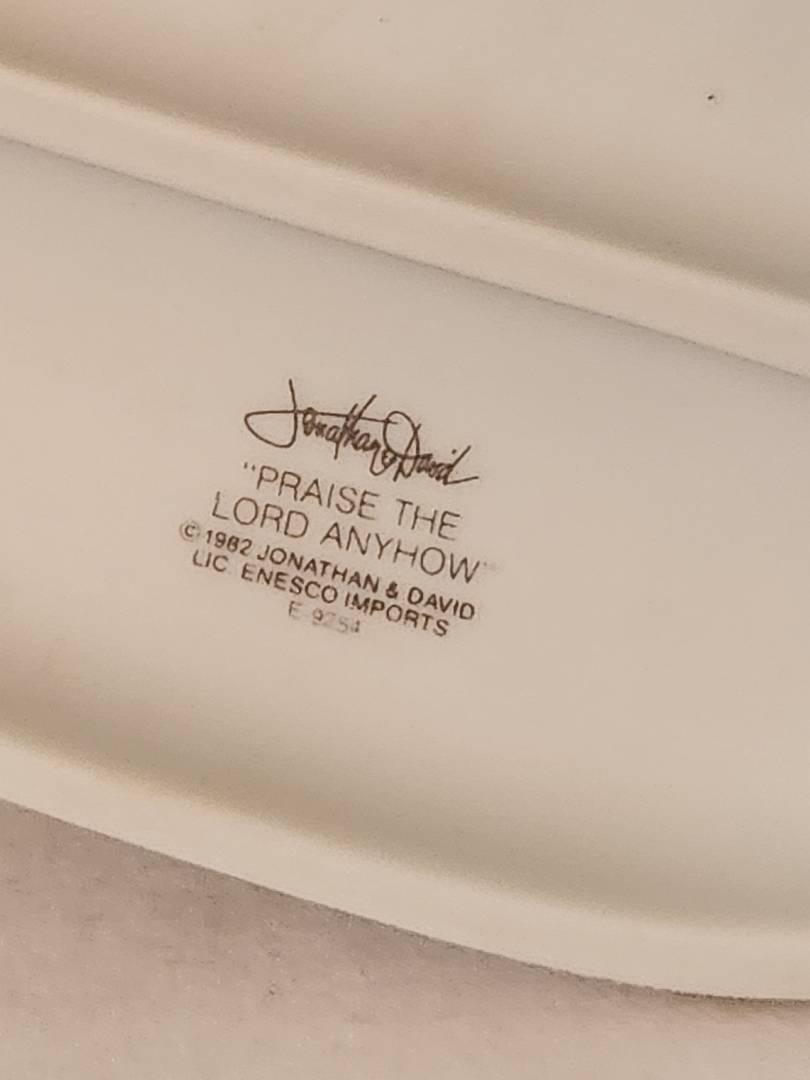 Jonathan & David
"PRAISE THE
LORD ANYHOW"
© 1982 JONATHAN & DAVID
LIC. ENESCO IMPORTS
E-9254